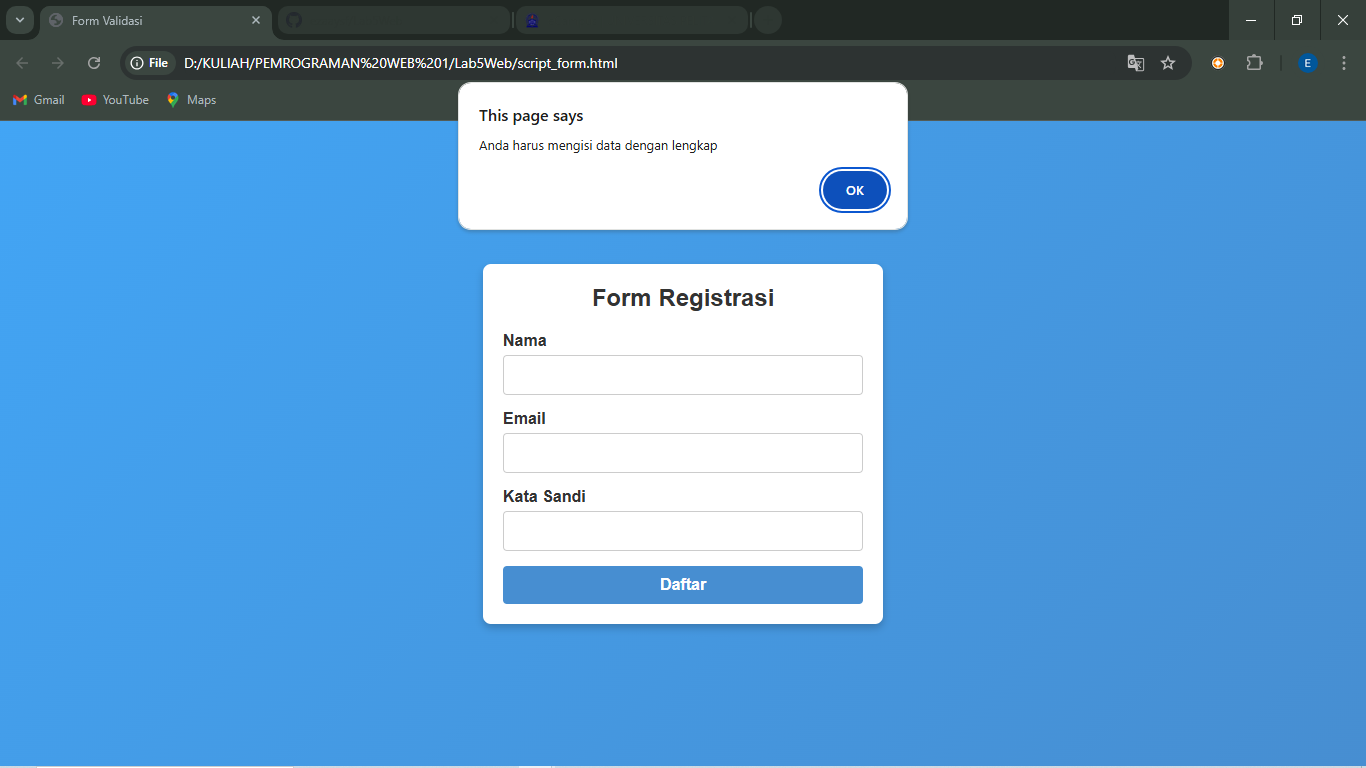 Form Validasi
File D:/KULIAH/PEMROGRAMAN%20WEB%201/Lab5Web/script_form.html
E
Gmail YouTube Maps
This page says
Anda harus mengisi data dengan lengkap
OK
Form Registrasi
Nama
Email
Kata Sandi
Daftar